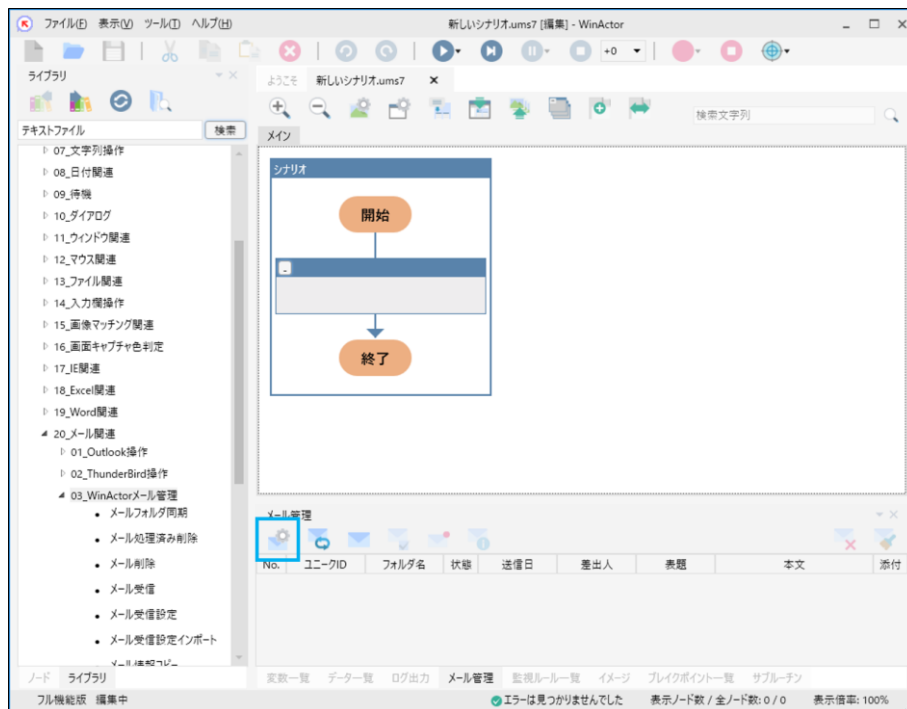 ファイル(F) 表示(V) ツール(T) ヘルプ(H)
新しいシナリオ.ums7 [編集] - WinActor
+0
ライブラリ
テキストファイル
検索
07_文字列操作
08_日付関連
09_待機
10_ダイアログ
11_ウィンドウ関連
12_マウス関連
13_ファイル関連
14_入力欄操作
15_画像マッチング関連
16_画面キャプチャ色判定
17_IE関連
18_Excel関連
19_Word関連
20_メール関連
01_Outlook操作
02_ThunderBird操作
03_WinActorメール管理
メールフォルダ同期
メール処理済み削除
メール削除
メール受信
メール受信設定
メール受信設定インポート
メール情報コピー
ノード ライブラリ
ようこそ 新しいシナリオ.ums7
検索文字列
メイン
シナリオ
開始
終了
メール管理
No. ユニークID フォルダ名 状態 送信日 差出人 表題 本文 添付
変数一覧 データ一覧 ログ出力 メール管理 監視ルール一覧 イメージ ブレイクポイント一覧 サブルーチン
フル機能版 編集中
エラーは見つかりませんでした 表示ノード数 / 全ノード数: 0 / 0 表示倍率: 100%